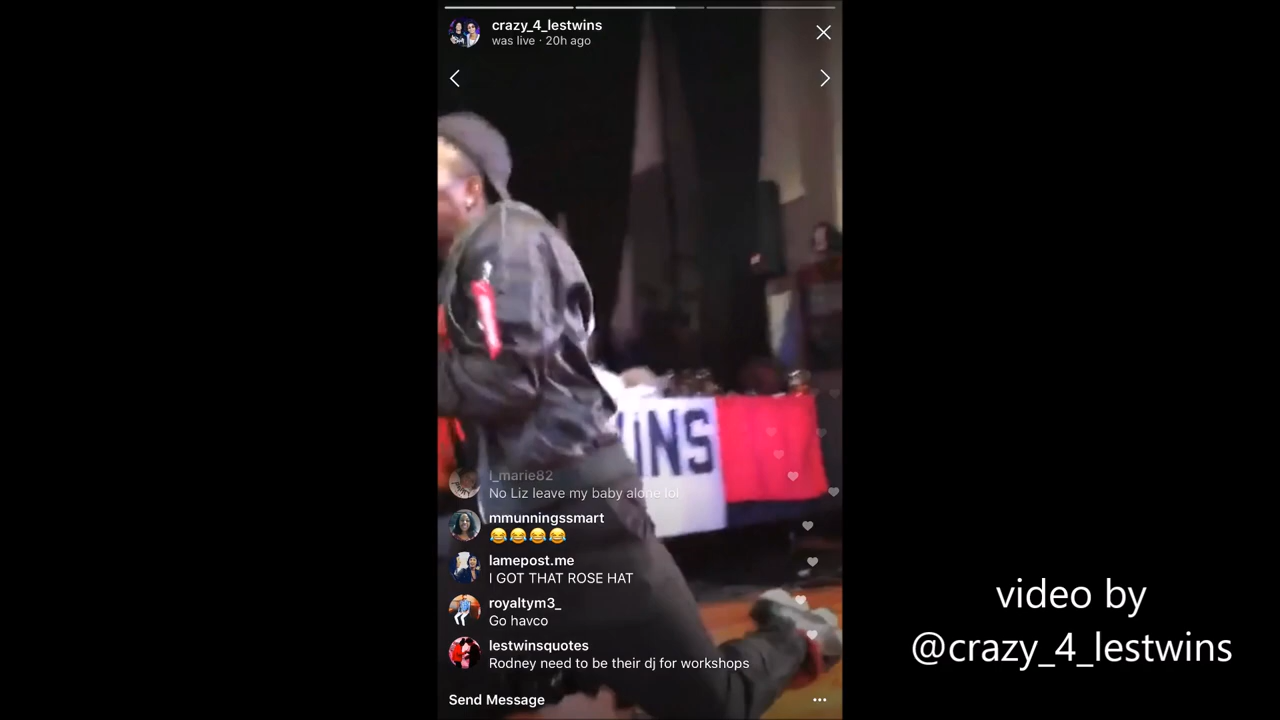 crazy_4_lestwins
was live · 20h ago
INS
l_marie82
No Liz leave my baby alone lol
mmunningssmart
😂😂😂😂
lamepost.me
I GOT THAT ROSE HAT
royaltym3_
Go havco
lestwinsquotes
Rodney need to be their dj for workshops
Send Message
video by
@crazy_4_lestwins